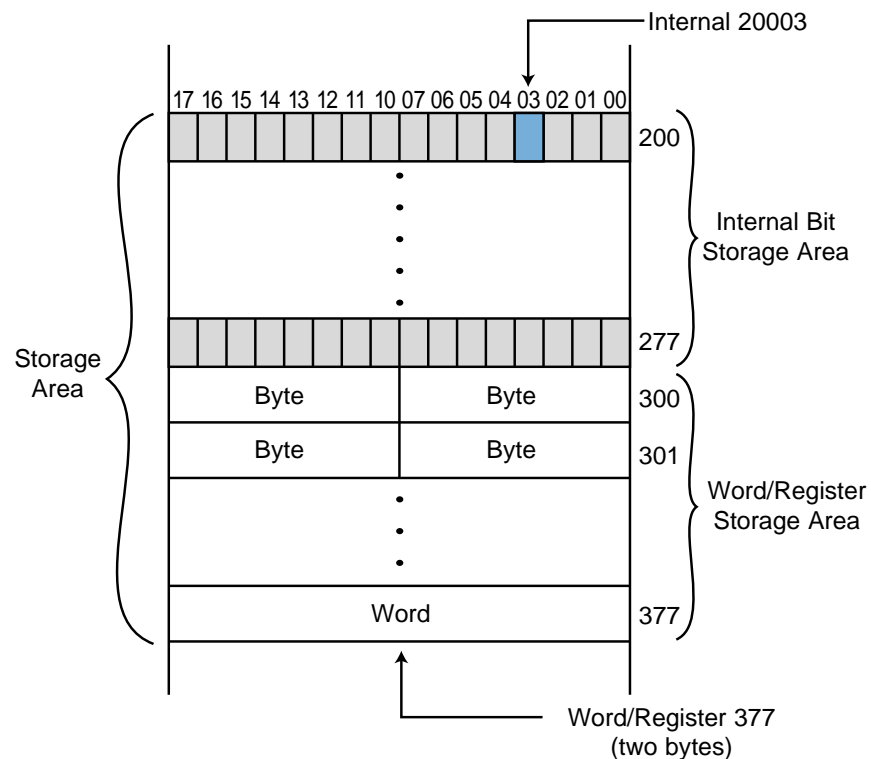 Internal 20003
17 16 15 14 13 12 11 10 07 06 05 04 03 02 01 00
200
Internal Bit
Storage Area
277
Storage
Area
Byte Byte 300
Byte Byte 301
Word/Register
Storage Area
Word 377
Word/Register 377
(two bytes)